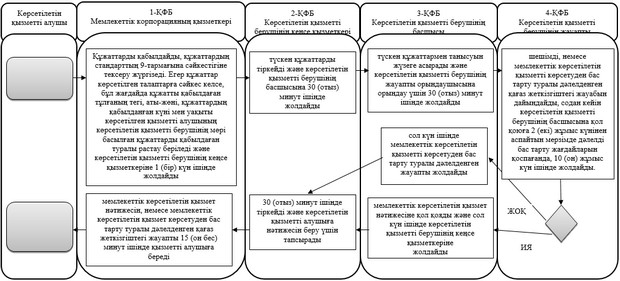 Көрсетілетін
қызметті алушы
1-ҚФБ
Мемлекеттік корпорацияның қызметкері
2-ҚФБ
Көрсетілетін қызметті
берушінің кеңсе қызметкері
3-ҚФБ
Көрсетілетін қызметті берушінің
басшысы
4-ҚФБ
Көрсетілетін қызметті
берушінің жауапты
Құжаттарды қабылдайды, құжаттардың
стандарттың 9-тармағына сәйкестігіне
тексеру жүргізеді. Егер құжаттар
көрсетілген талаптарға сәйкес келсе,
бұл жағдайда құжатты қабылдаған
тұлғаның тегі, аты-жөні, құжаттардың
қабылданған күні мен уақыты
көрсетілген қызметті алушының
көрсетілетін қызметті берушінің мөрі
басылған құжаттарды қабылдаған
туралы растау беріледі және
көрсетілетін қызметті берушінің кеңсе
қызметкеріне 1 (бір) күн ішінде
жолдайды
түскен құжаттарды
тіркейді және көрсетілетін
қызметті берушінің
басшысына 30 (отыз)
минут ішінде
жолдайды
түскен құжаттармен танысуын
жүзеге асырады және
көрсетілетін қызметті берушінің
жауапты орындаушысына
орындау үшін 30 (отыз) минут
ішінде жолдайды
шешімді, немесе
мемлекеттік көрсетілетін
қызметті көрсетуден бас
тарту туралы дәлелденген
қағаз жеткізгіштегі жауабын
дайындайды, содан кейін
көрсетілетін қызметті
берушінің басшысына қол
қоюға 2 (екі) жұмыс күнінен
аспайтын мерзімде дәлелді
бас тарту жағдайларын
қоспағанда, 10 (он) жұмыс
күн ішінде жолдайды.
сол күн ішінде
мемлекеттік көрсетілетін
қызметті көрсетуден бас
тарту туралы дәлелденген
жауапты жолдайды
мемлекеттік көрсетілетін қызмет
нәтижесін, немесе мемлекеттік
көрсетілетін қызмет көрсетуден бас
тарту туралы дәлелденген қағаз
жеткізгіштегі жауапты 15 (он бес)
минут ішінде қызметті алушыға
береді
30 (отыз) минут ішінде
тіркейді және көрсетілетін
қызметті алушыға
нәтижесін беру үшін
тапсырады
мемлекеттік көрсетілетін қызмет
нәтижесіне қол қояды және сол
күн ішінде көрсетілетін
қызметті берушінің кеңсе
қызметкеріне
жолдайды
ЖОҚ
ИЯ